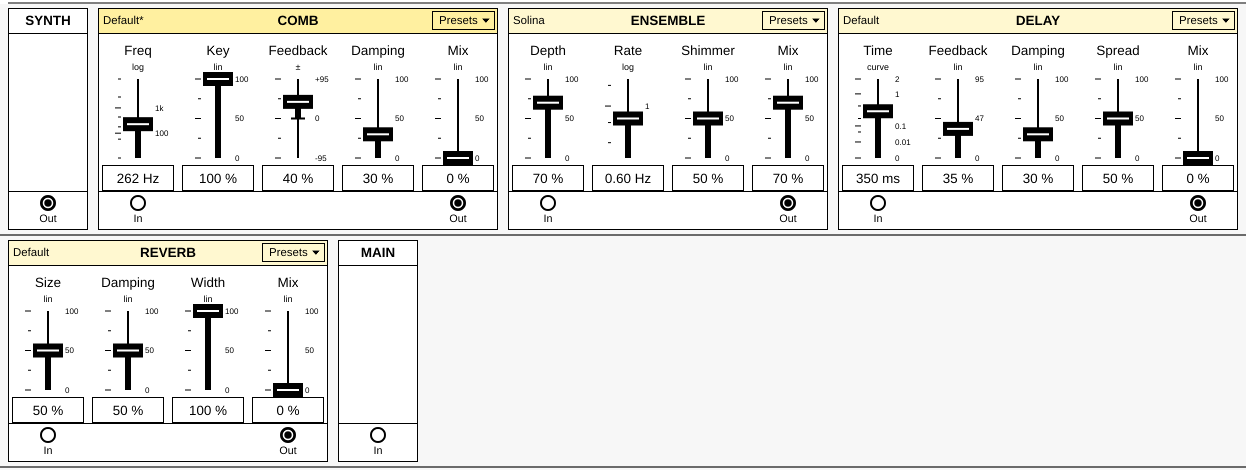 SYNTH
Out
Default* COMB Presets
Freq Key Feedback Damping Mix
log lin ± lin lin
100 +95 100 100
1k
50 0 50 50
100
0 -95 0 0
262 Hz 100 % 40 % 30 % 0 %
In Out
Solina ENSEMBLE Presets
Depth Rate Shimmer Mix
lin log lin lin
100 100 100
1
50 50 50
0 0 0
70 % 0.60 Hz 50 % 70 %
In Out
Default DELAY Presets
Time Feedback Damping Spread Mix
curve lin lin lin lin
2 95 100 100 100
1
47 50 50 50
0.1
0.01
0 0 0 0 0
350 ms 35 % 30 % 50 % 0 %
In Out
Default REVERB Presets
Size Damping Width Mix
lin lin lin lin
100 100 100 100
50 50 50 50
0 0 0 0
50 % 50 % 100 % 0 %
In Out
MAIN
In